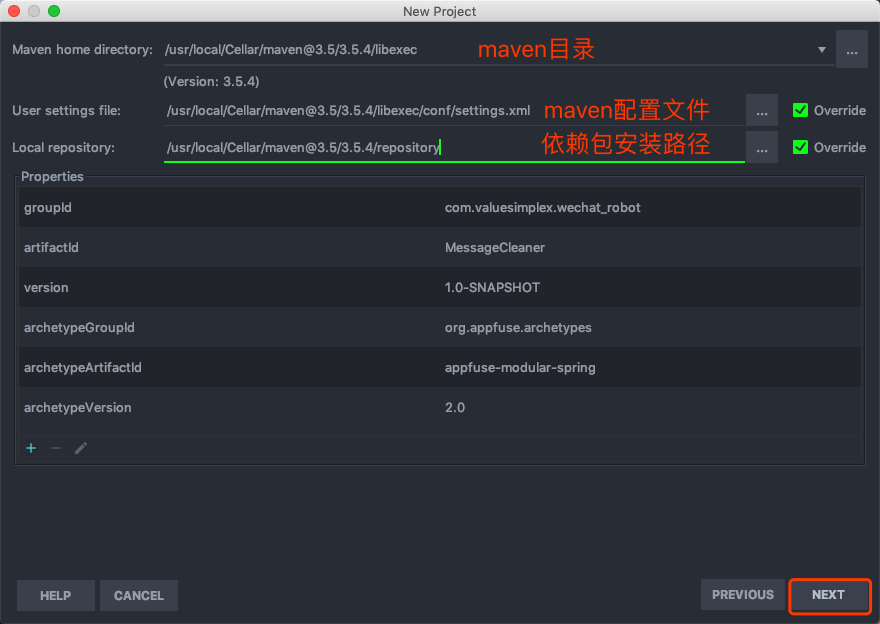 New Project
Maven home directory: /usr/local/Cellar/maven@3.5/3.5.4/libexec maven目录 ...
(Version: 3.5.4)
User settings file: /usr/local/Cellar/maven@3.5/3.5.4/libexec/conf/settings.xml maven配置文件 ... Override
Local repository: /usr/local/Cellar/maven@3.5/3.5.4/repository 依赖包安装路径 ... Override
Properties
groupId com.valuesimplex.wechat_robot
artifactId MessageCleaner
version 1.0-SNAPSHOT
archetypeGroupId org.appfuse.archetypes
archetypeArtifactId appfuse-modular-spring
archetypeVersion 2.0
HELP CANCEL PREVIOUS NEXT